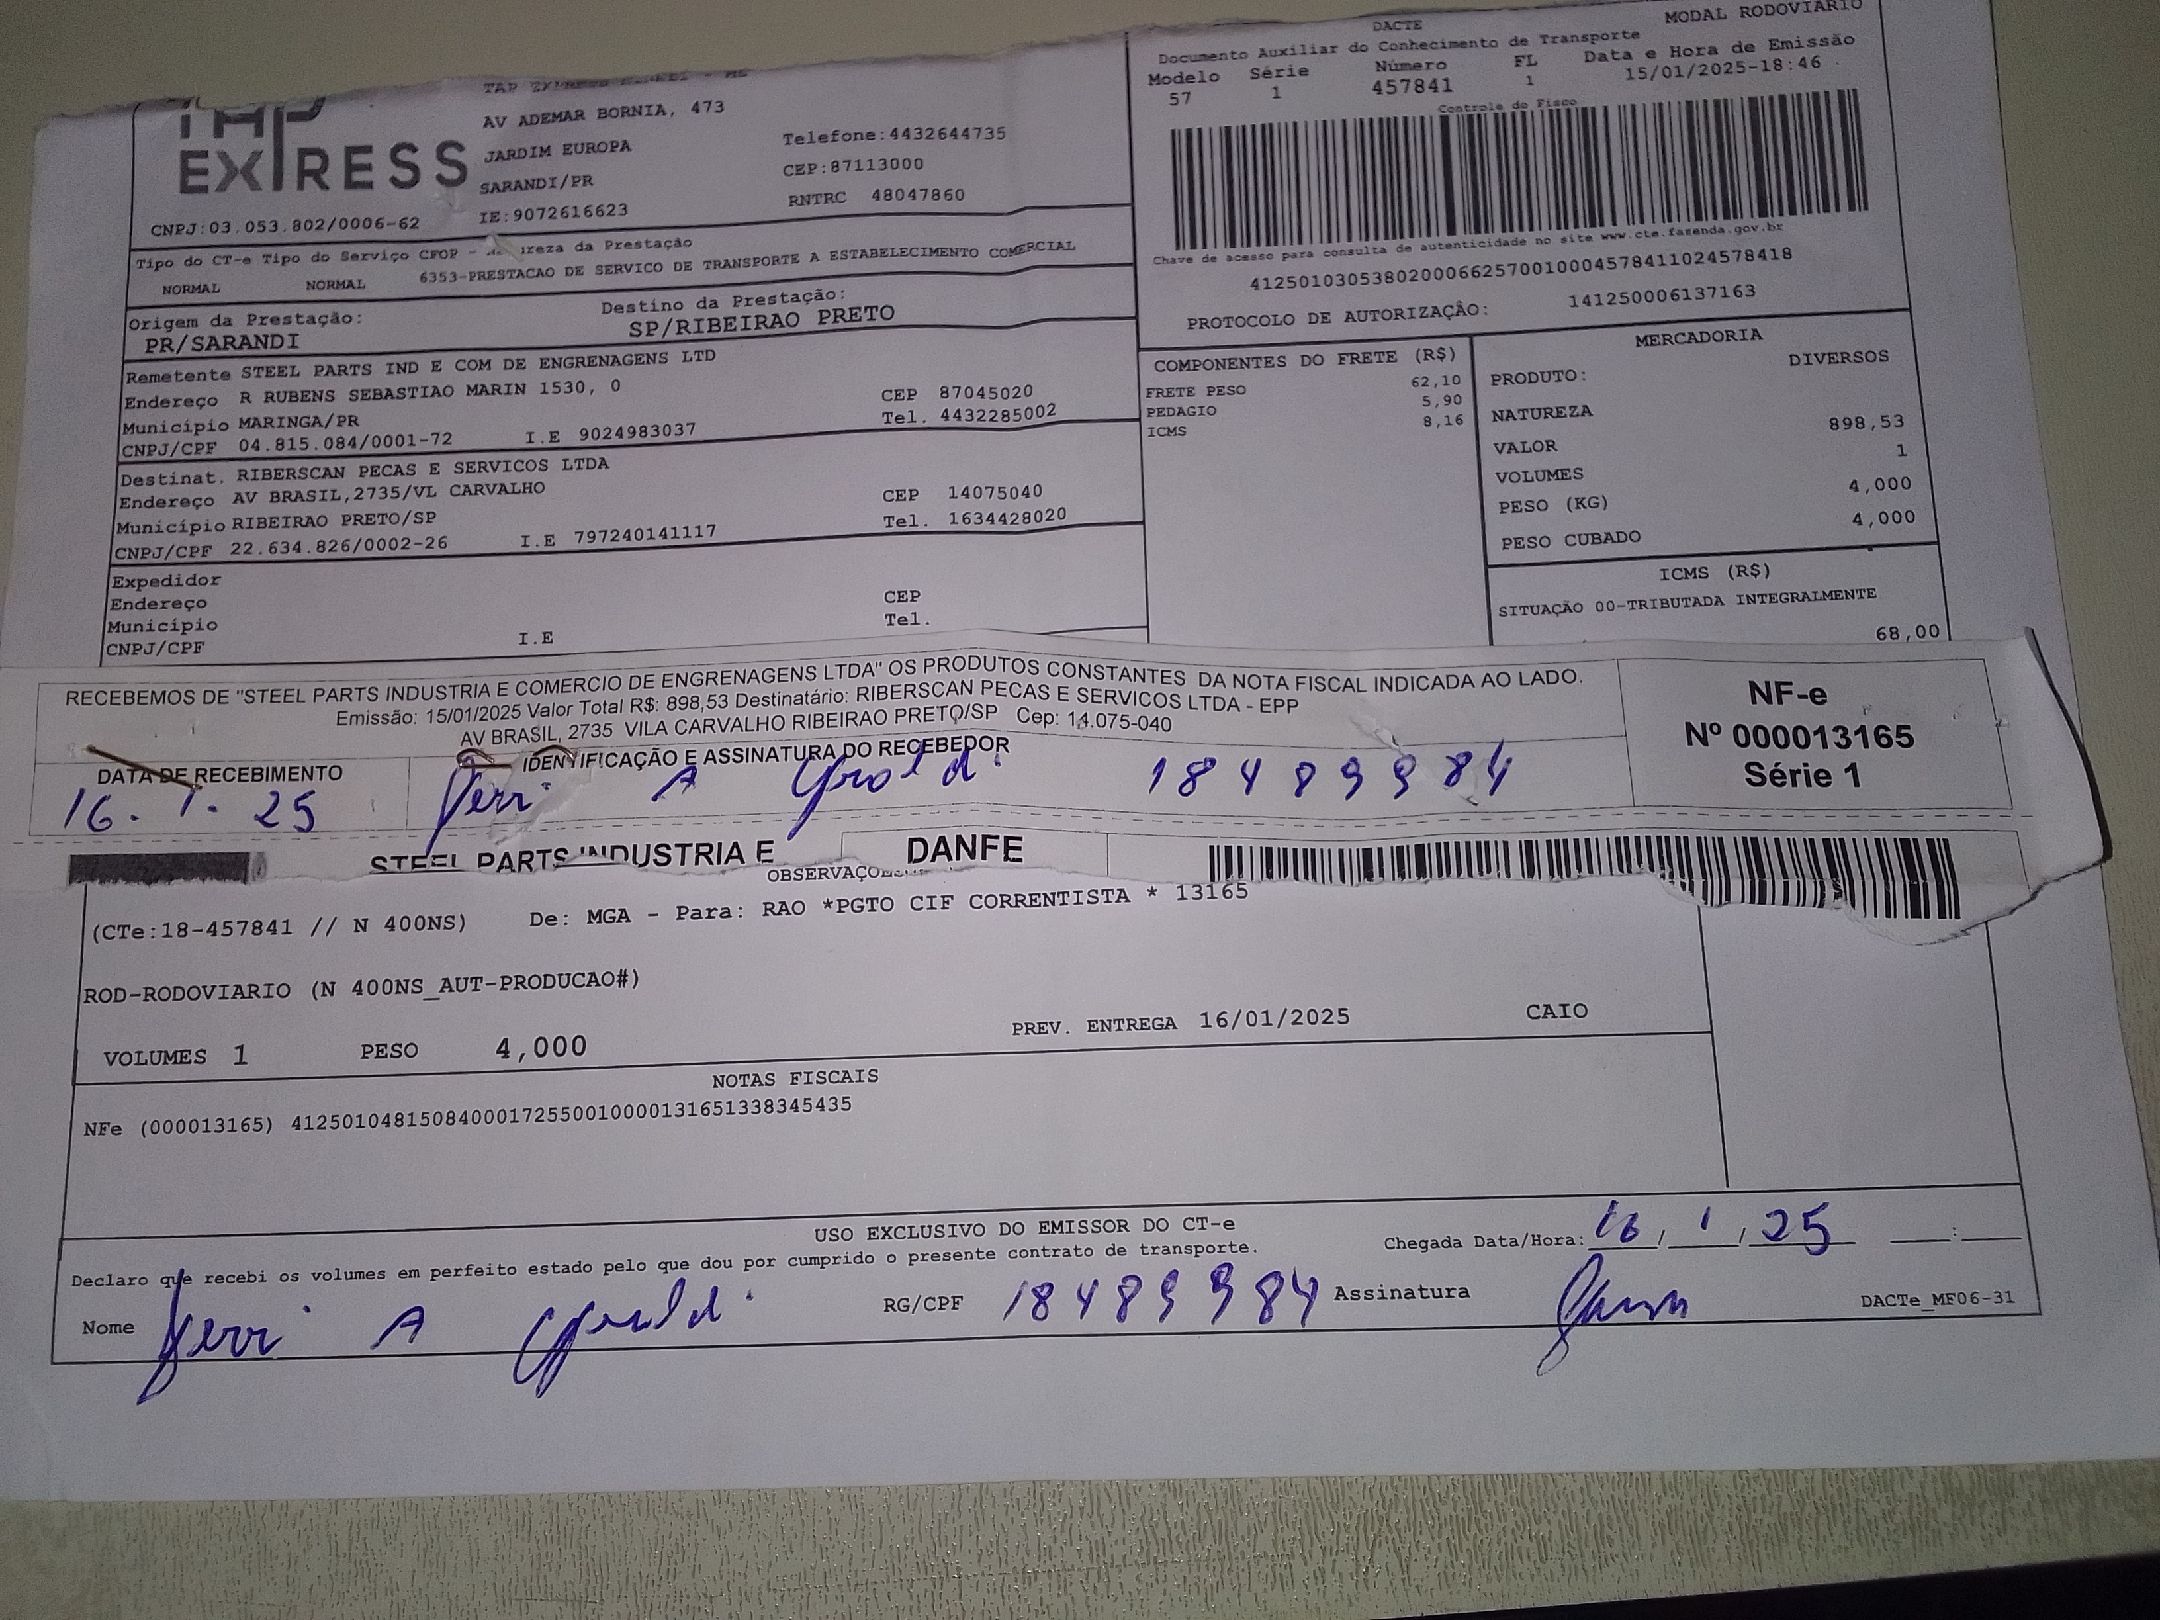 TAP EXPRESS
AV ADEMAR BORNIA, 473
JARDIM EUROPA
SARANDI/PR
IE:9072616623
Telefone:4432644735
CEP:87113000
RNTRC 48047860
CNPJ:03.053.802/0006-62
DACTE
MODAL RODOVIÁRIO
Documento Auxiliar do Conhecimento de Transporte
Modelo Série Número FL Data e Hora de Emissão
57 1 457841 1 15/01/2025-18:46
Controle do Fisco
Chave de acesso para consulta de autenticidade no site www.cte.fazenda.gov.br
41250103053802000662570010004578411024578418
PROTOCOLO DE AUTORIZAÇÂO: 141250006137163
Tipo do CT-e Tipo do Serviço CFOP - da Prestação
NORMAL NORMAL 6353-PRESTACAO DE SERVICO DE TRANSPORTE A ESTABELECIMENTO COMERCIAL
Origem da Prestação: Destino da Prestação:
PR/SARANDI SP/RIBEIRAO PRETO
Remetente STEEL PARTS IND E COM DE ENGRENAGENS LTD
Endereço R RUBENS SEBASTIAO MARIN 1530, 0 CEP 87045020
Município MARINGA/PR Tel. 4432285002
CNPJ/CPF 04.815.084/0001-72 I.E 9024983037
Destinat. RIBERSCAN PECAS E SERVICOS LTDA
Endereço AV BRASIL,2735/VL CARVALHO CEP 14075040
Município RIBEIRAO PRETO/SP Tel. 1634428020
CNPJ/CPF 22.634.826/0002-26 I.E 797240141117
Expedidor
Endereço CEP
Município Tel.
CNPJ/CPF I.E
COMPONENTES DO FRETE (R$)
FRETE PESO 62,10
PEDAGIO 5,90
ICMS 8,16
MERCADORIA
PRODUTO: DIVERSOS
NATUREZA
VALOR 898,53
VOLUMES 1
PESO (KG) 4,000
PESO CUBADO 4,000
ICMS (R$)
SITUAÇÃO 00-TRIBUTADA INTEGRALMENTE
68,00
RECEBEMOS DE "STEEL PARTS INDUSTRIA E COMERCIO DE ENGRENAGENS LTDA" OS PRODUTOS CONSTANTES DA NOTA FISCAL INDICADA AO LADO.
Emissão: 15/01/2025 Valor Total R$: 898,53 Destinatário: RIBERSCAN PECAS E SERVICOS LTDA - EPP
AV BRASIL, 2735 VILA CARVALHO RIBEIRAO PRETO/SP Cep: 14.075-040
DATA DE RECEBIMENTO IDENTIFICAÇÃO E ASSINATURA DO RECEBEDOR
16. 1. 25 A 18489984
NF-e
Nº 000013165
Série 1
STEEL PARTS INDUSTRIA E DANFE
(CTe:18-457841 // N 400NS) De: MGA - Para: RAO *PGTO CIF CORRENTISTA * 13165
ROD-RODOVIARIO (N 400NS_AUT-PRODUCAO#)
VOLUMES 1 PESO 4,000 PREV. ENTREGA 16/01/2025 CAIO
NOTAS FISCAIS
NFe (000013165) 41250104815084000172550010000131651338345435
USO EXCLUSIVO DO EMISSOR DO CT-e
Declaro que recebi os volumes em perfeito estado pelo que dou por cumprido o presente contrato de transporte. Chegada Data/Hora: 16/1/25 :
Nome A RG/CPF 18489984 Assinatura
DACTe_MF06-31